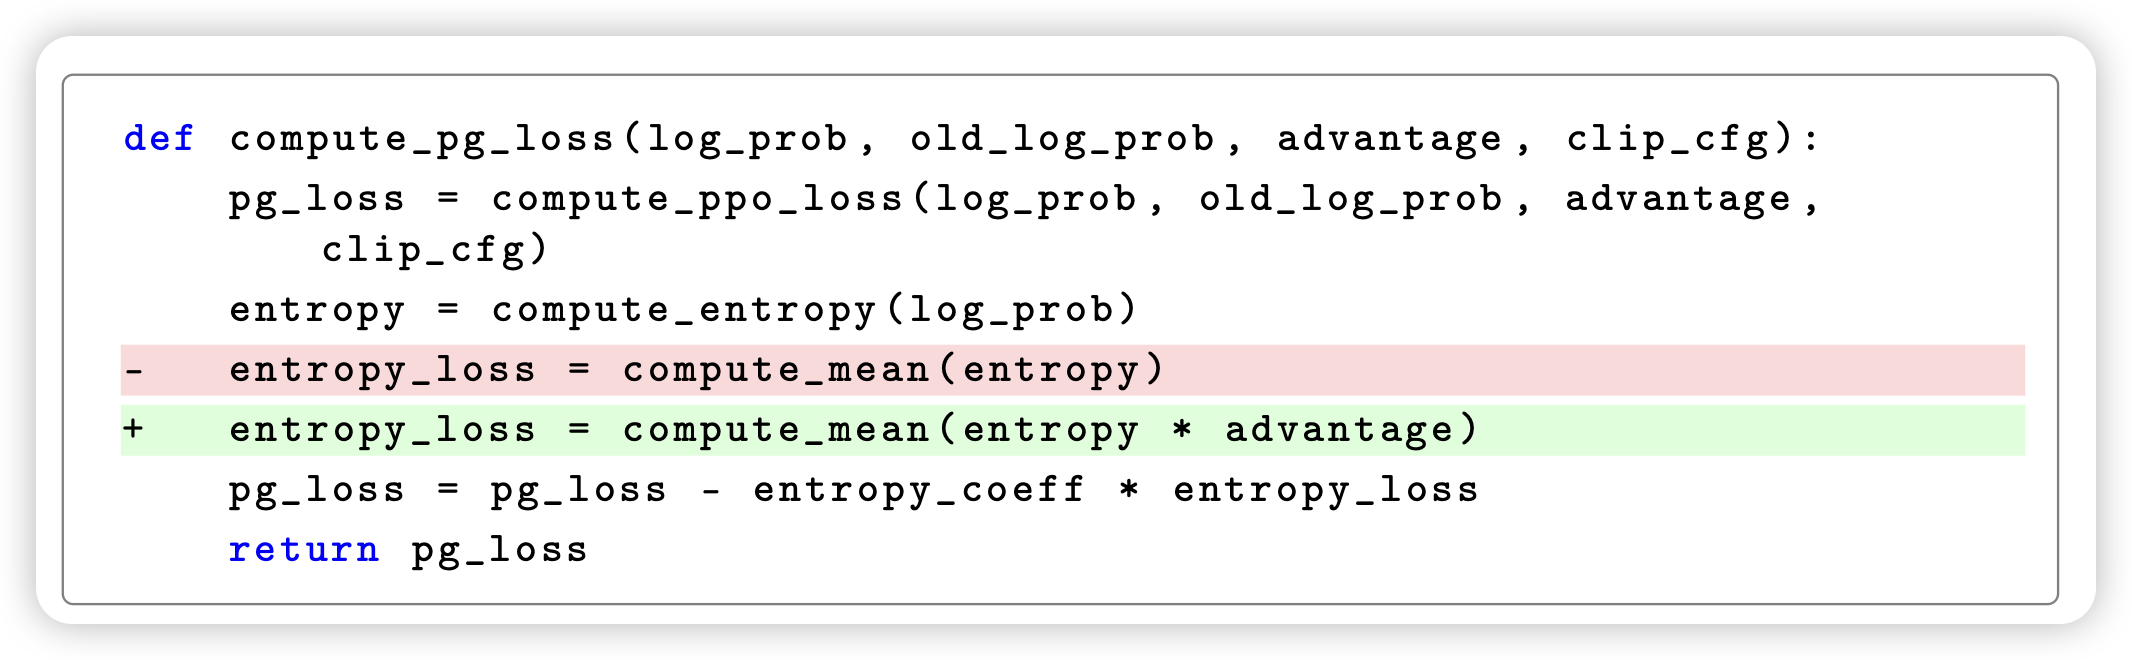 def compute_pg_loss(log_prob, old_log_prob, advantage, clip_cfg):
    pg_loss = compute_ppo_loss(log_prob, old_log_prob, advantage,
        clip_cfg)
    entropy = compute_entropy(log_prob)
-   entropy_loss = compute_mean(entropy)
+   entropy_loss = compute_mean(entropy * advantage)
    pg_loss = pg_loss - entropy_coeff * entropy_loss
    return pg_loss